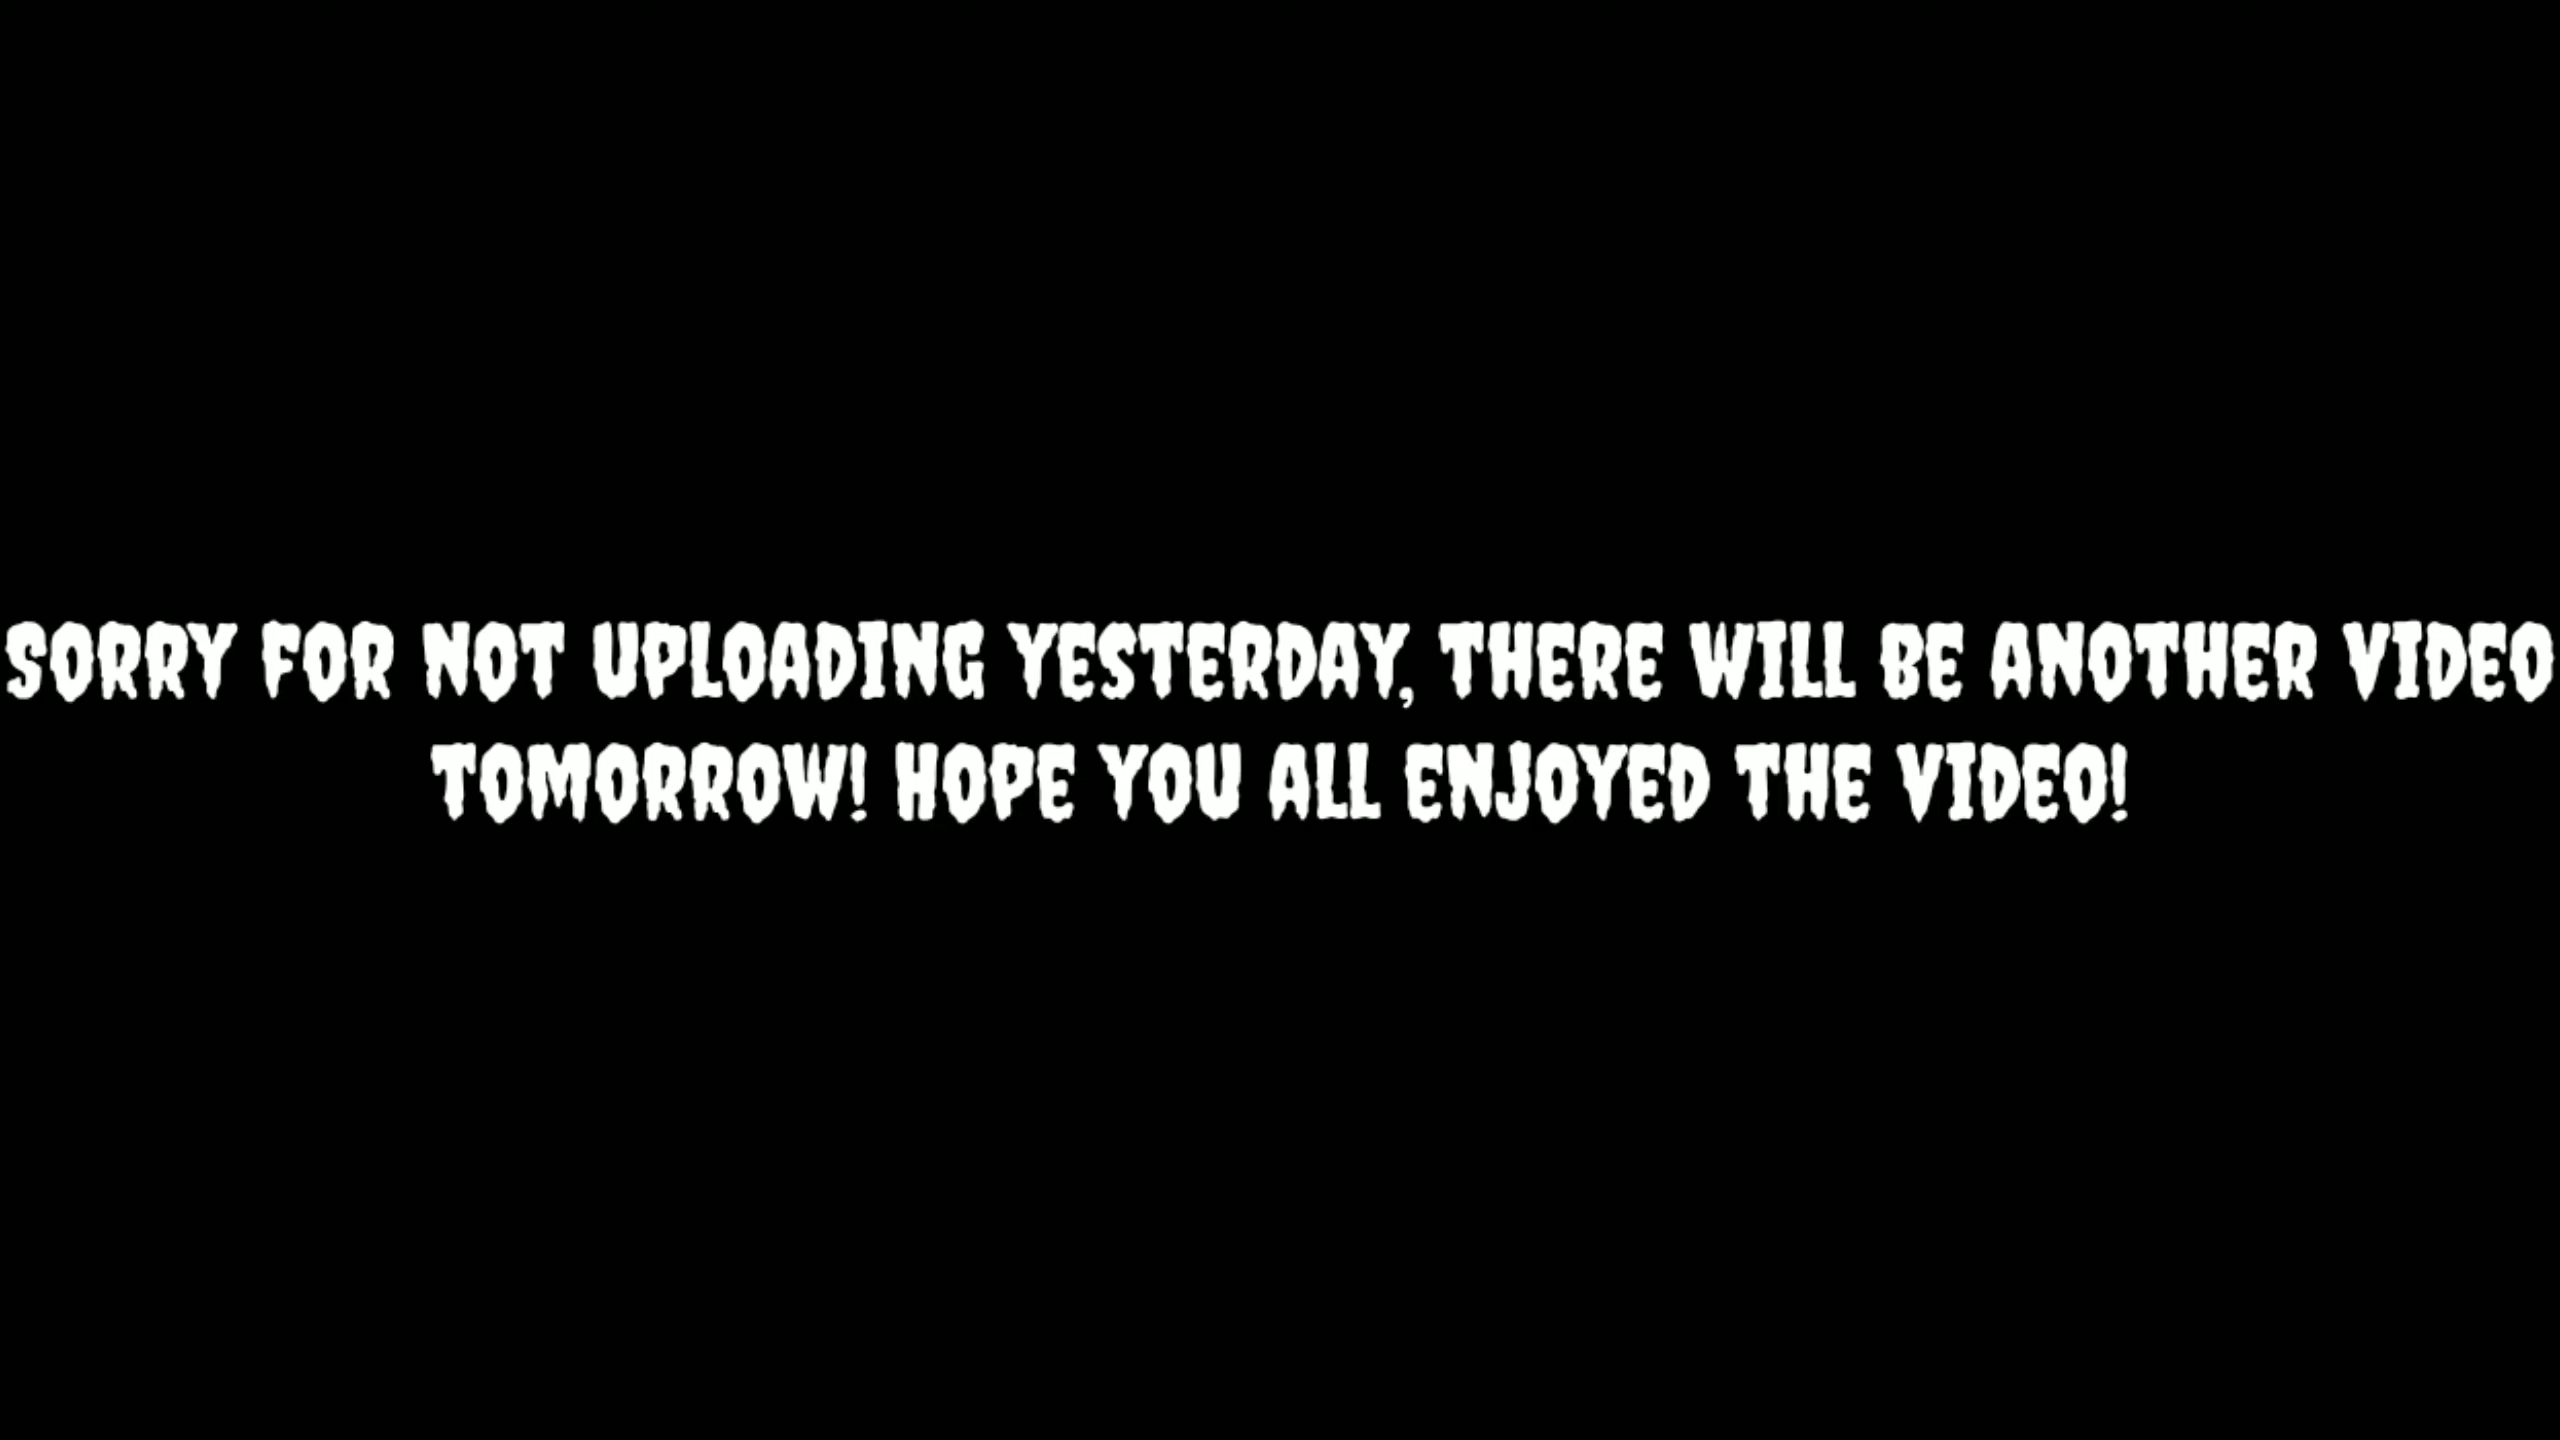 SORRY FOR NOT UPLOADING YESTERDAY, THERE WILL BE ANOTHER VIDEO
TOMORROW! HOPE YOU ALL ENJOYED THE VIDEO!